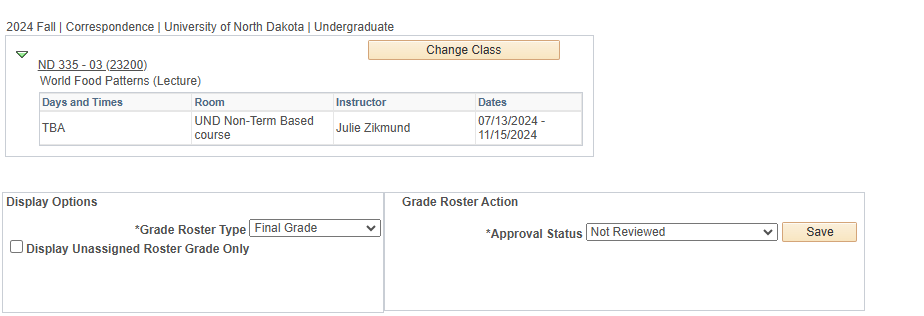 2024 Fall | Correspondence | University of North Dakota | Undergraduate
Change Class
ND 335 - 03 (23200)
World Food Patterns (Lecture)
Days and Times Room Instructor Dates
TBA UND Non-Term Based course Julie Zikmund 07/13/2024 - 11/15/2024
Display Options
*Grade Roster Type Final Grade
Display Unassigned Roster Grade Only
Grade Roster Action
*Approval Status Not Reviewed Save